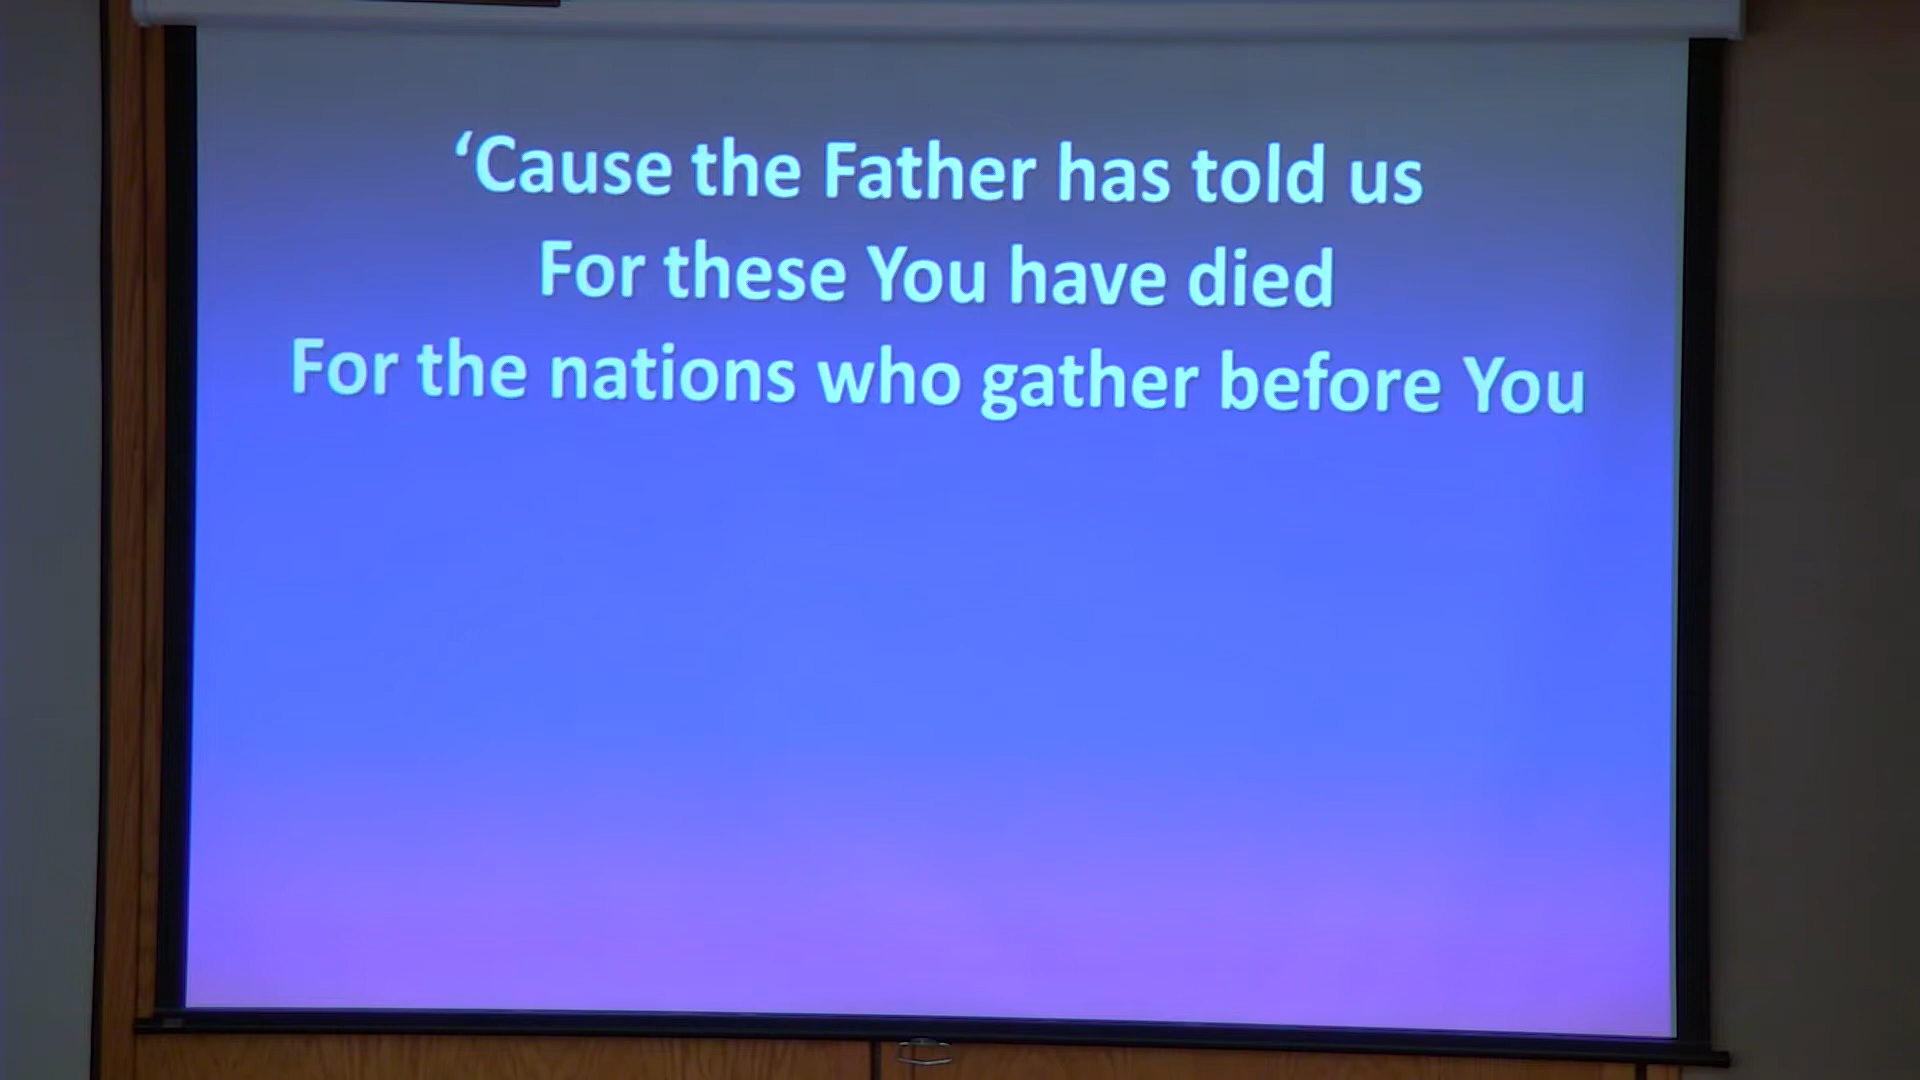 ‘Cause the Father has told us
For these You have died
For the nations who gather before You